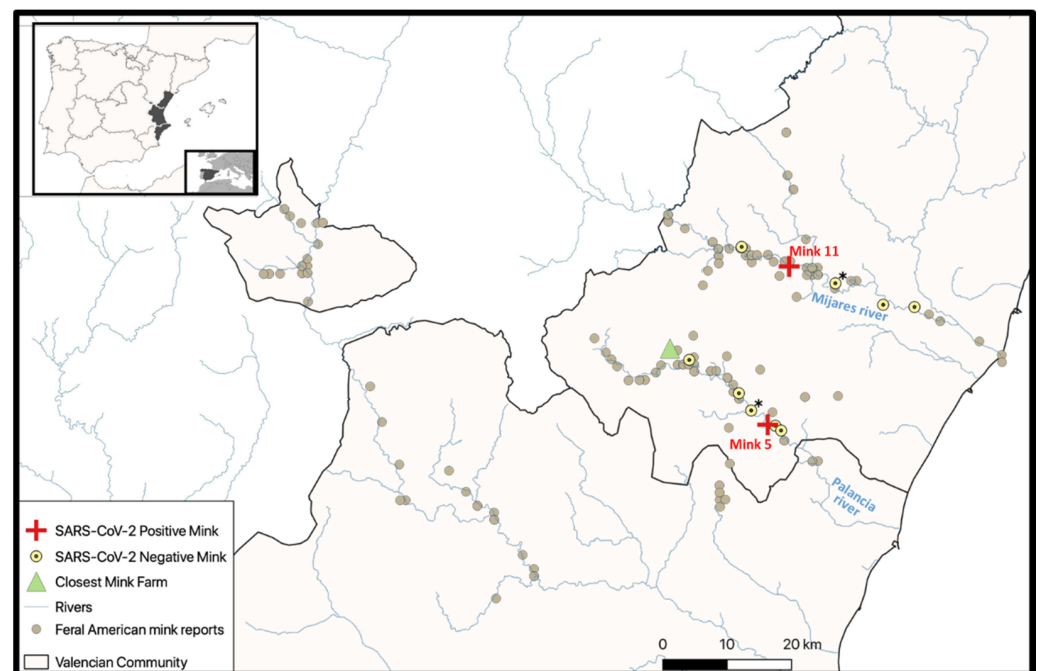 Mink 11
*
Mijares river
*
Mink 5
Palancia
river
SARS-CoV-2 Positive Mink
SARS-CoV-2 Negative Mink
Closest Mink Farm
Rivers
Feral American mink reports
Valencian Community
0 10 20 km